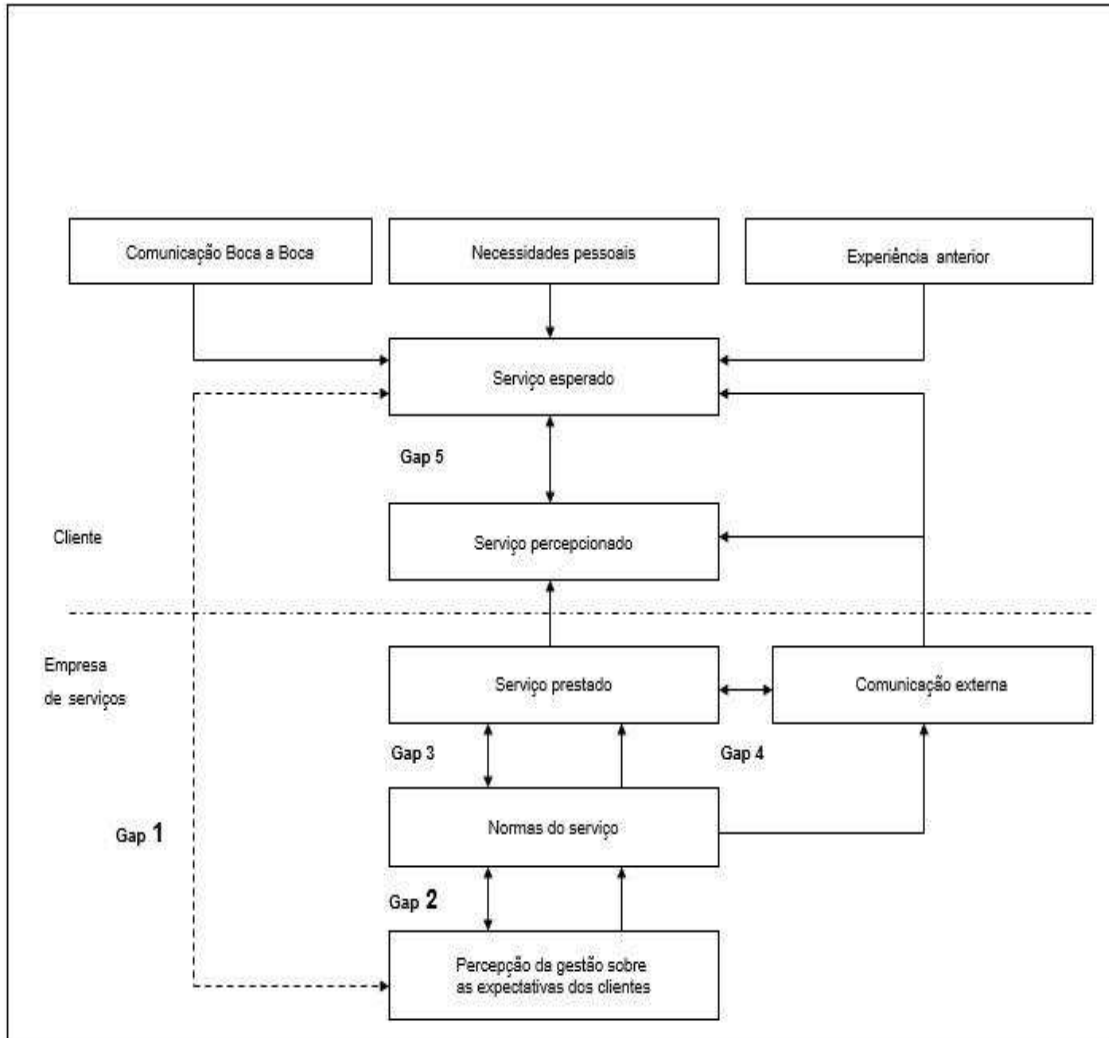 Comunicação Boca a Boca
Necessidades pessoais
Experiência anterior
Serviço esperado
Gap 5
Cliente
Serviço percepcionado
Empresa
de serviços
Serviço prestado
Comunicação externa
Gap 3
Gap 4
Normas do serviço
Gap 1
Gap 2
Percepção da gestão sobre
as expectativas dos clientes